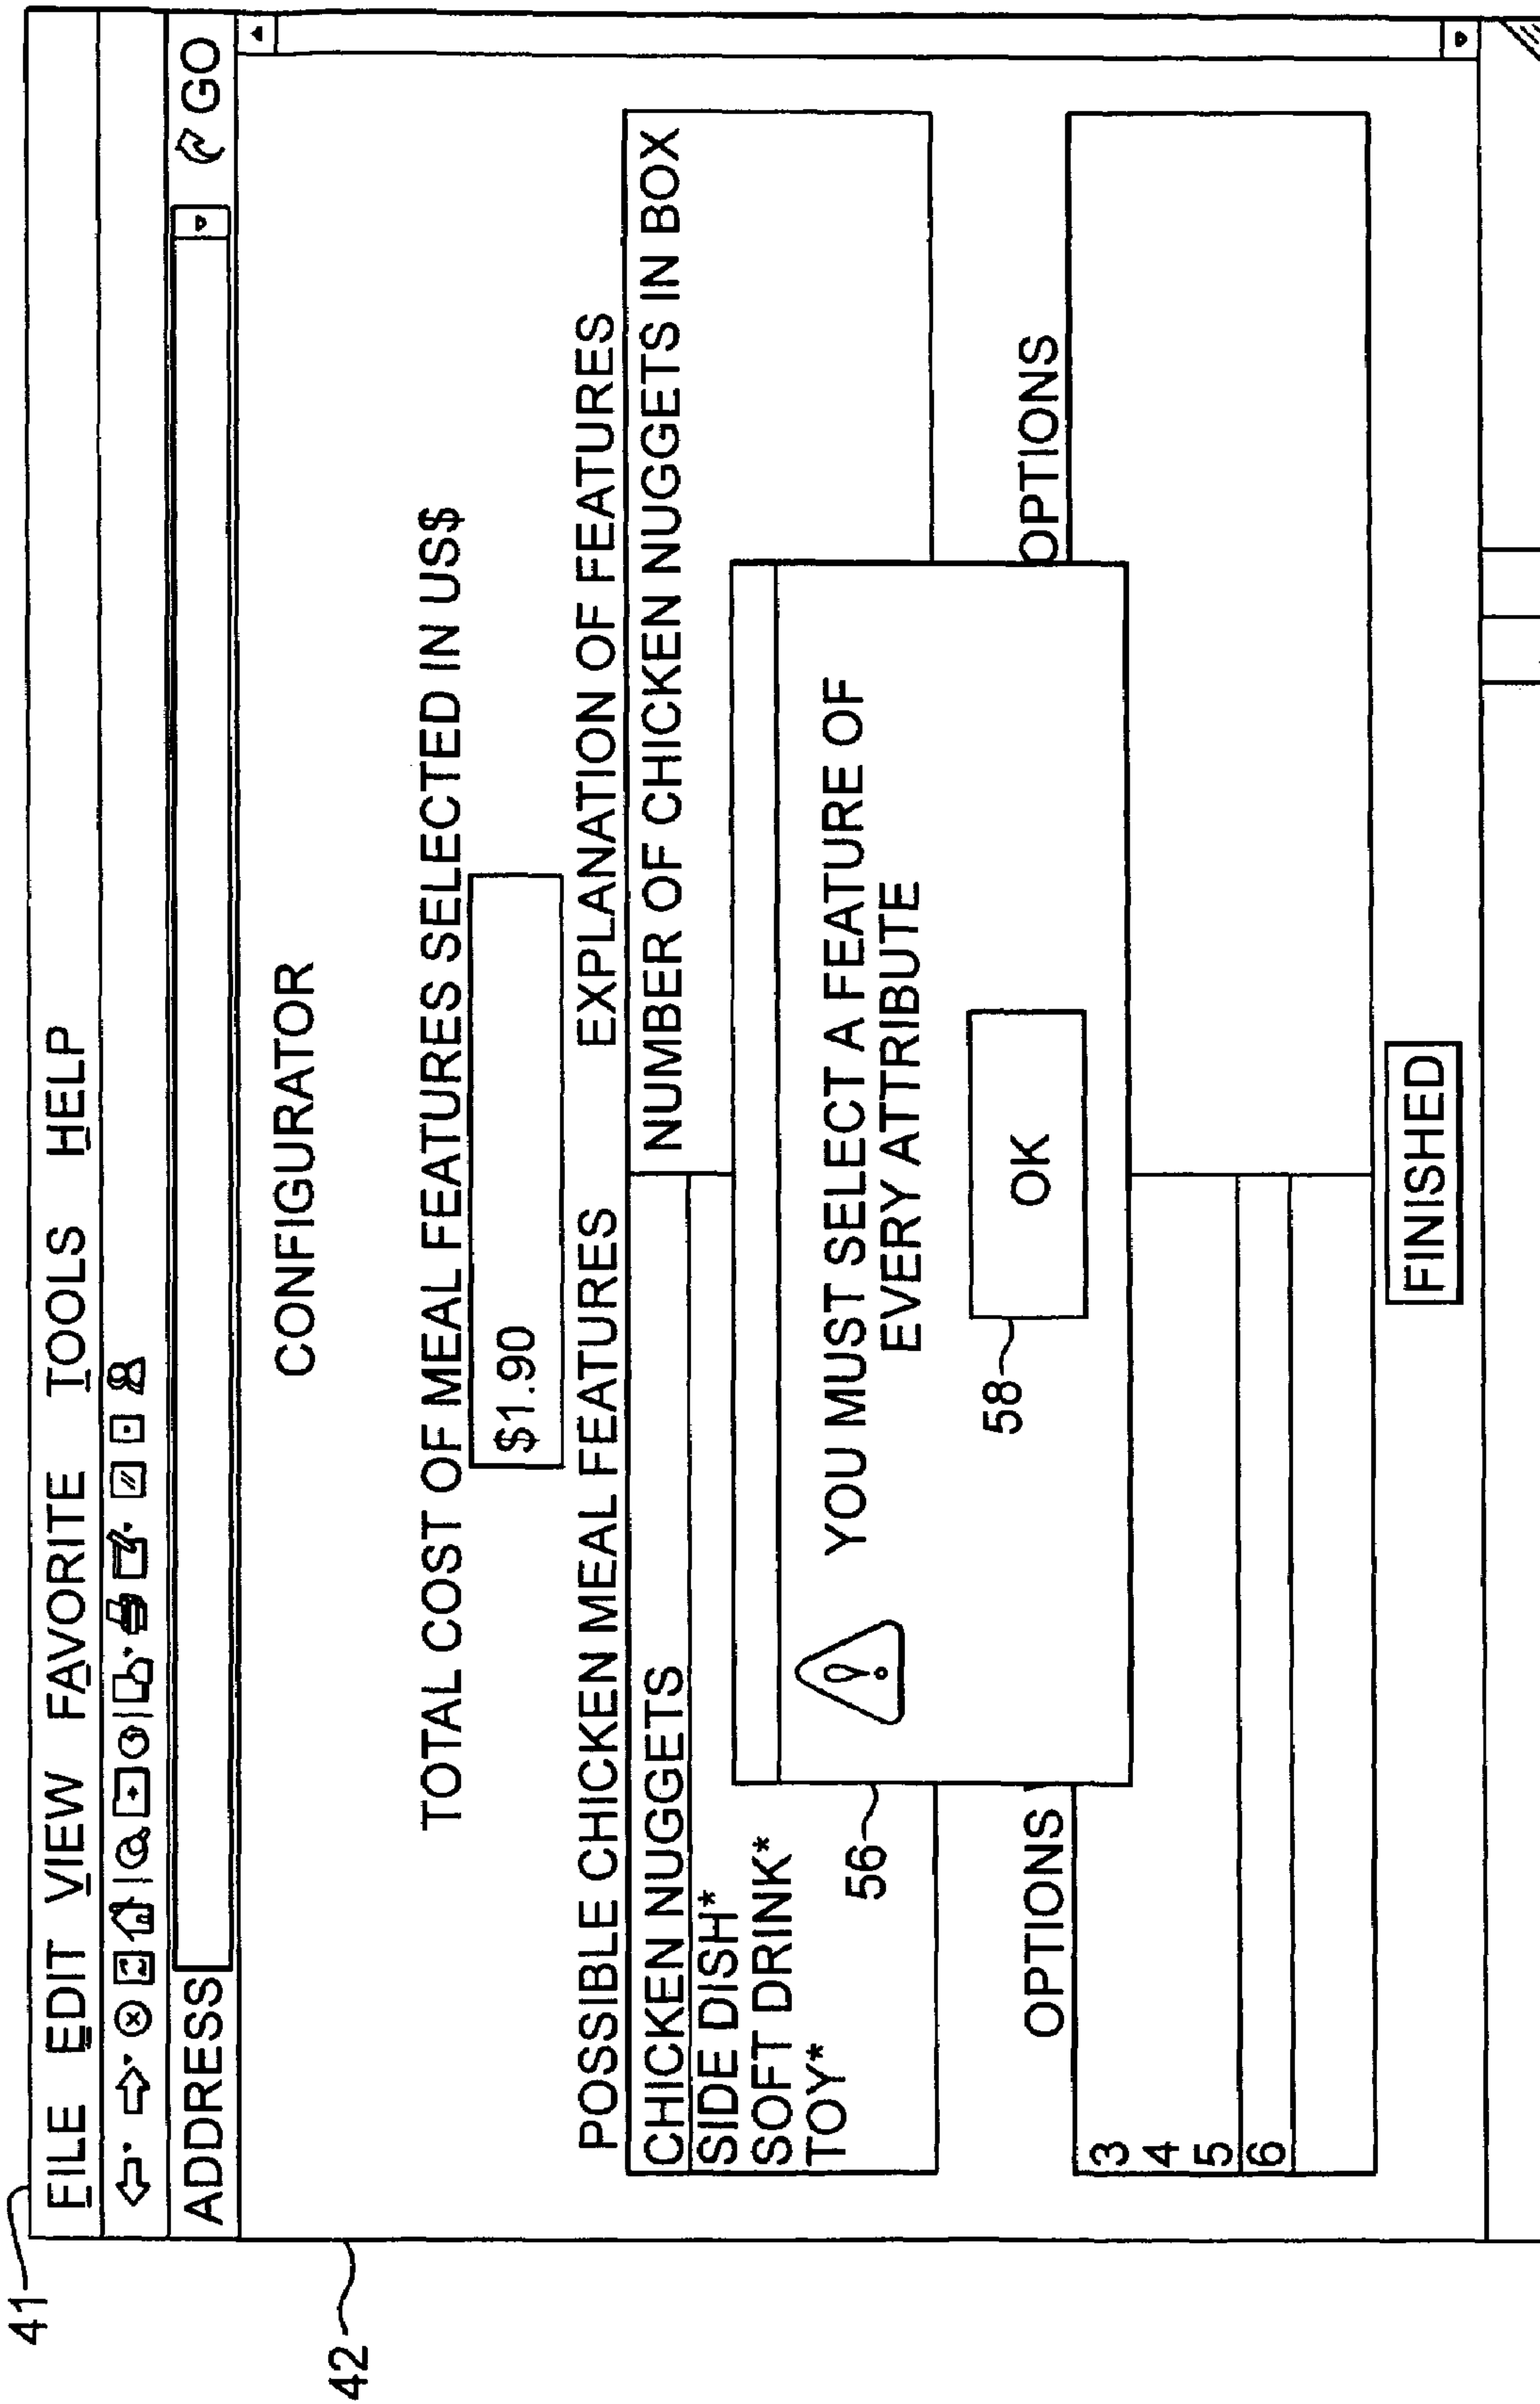 41
FILE EDIT VIEW FAVORITE TOOLS HELP
ADDRESS
GO
42
CONFIGURATOR
TOTAL COST OF MEAL FEATURES SELECTED IN US$
$1.90
POSSIBLE CHICKEN MEAL FEATURES
EXPLANATION OF FEATURES
CHICKEN NUGGETS
NUMBER OF CHICKEN NUGGETS IN BOX
SIDE DISH*
SOFT DRINK*
TOY*
56
YOU MUST SELECT A FEATURE OF
EVERY ATTRIBUTE
58
OK
OPTIONS
OPTIONS
3
4
5
6
FINISHED